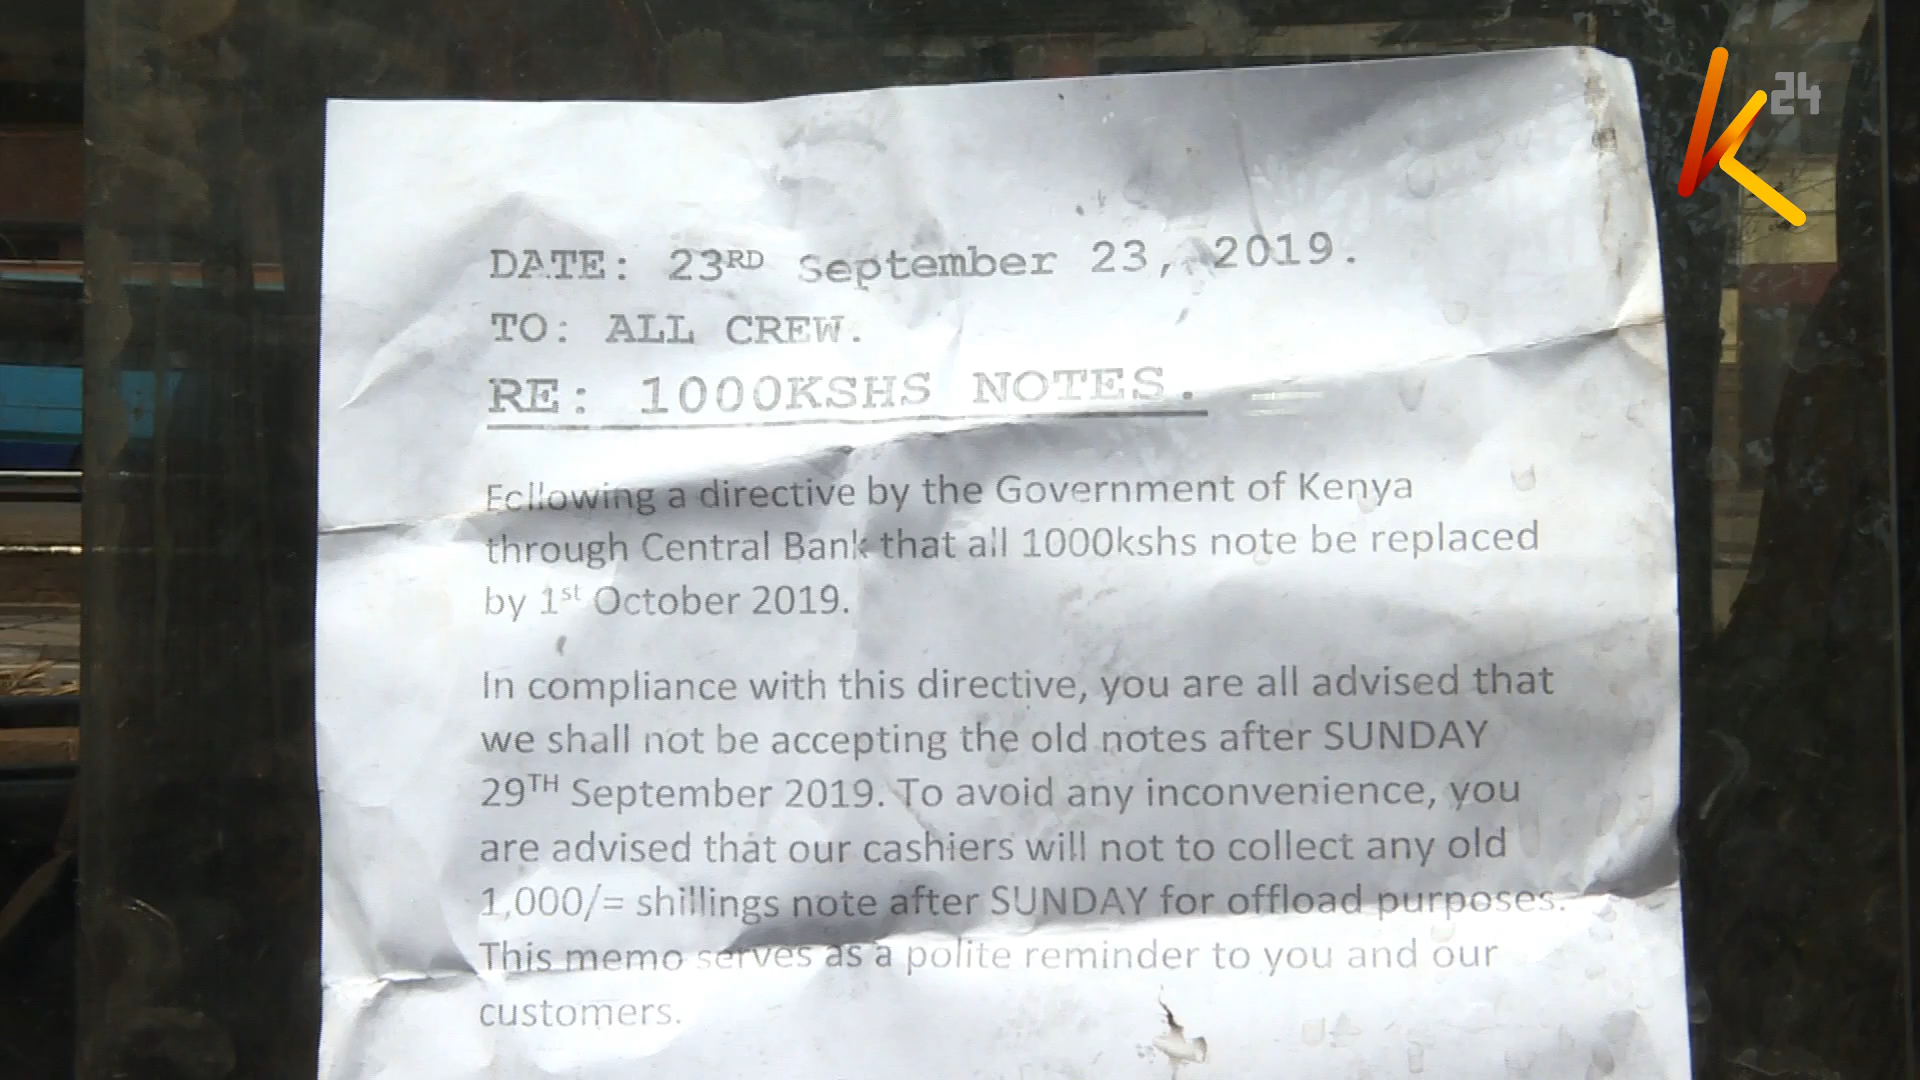 K24
DATE: 23RD September 23, 2019.
TO: ALL CREW.
RE: 1000KSHS NOTES.
Following a directive by the Government of Kenya
through Central Bank that all 1000kshs note be replaced
by 1st October 2019.
In compliance with this directive, you are all advised that
we shall not be accepting the old notes after SUNDAY
29TH September 2019. To avoid any inconvenience, you
are advised that our cashiers will not to collect any old
1,000/= shillings note after SUNDAY for offload purposes.
This memo serves as a polite reminder to you and our
customers.